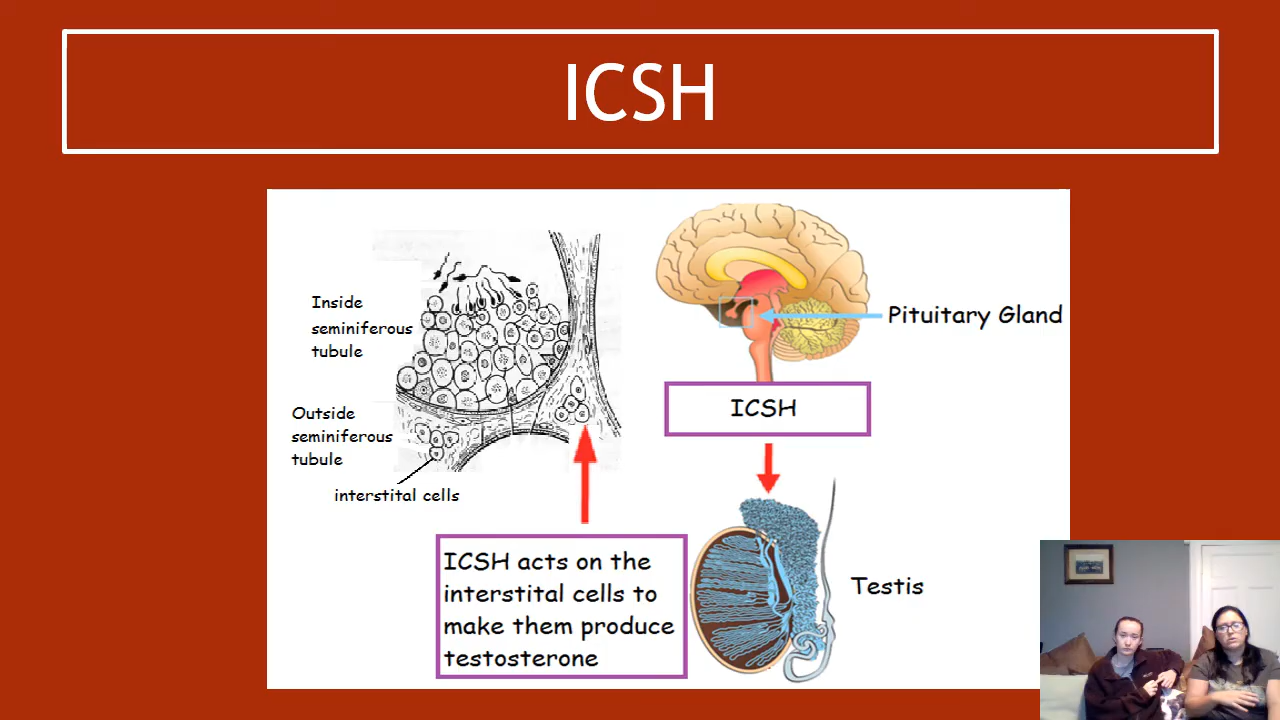 ICSH
Inside
seminiferous
tubule
Outside
seminiferous
tubule
interstital cells
Pituitary Gland
ICSH
ICSH acts on the
interstital cells to
make them produce
testosterone
Testis